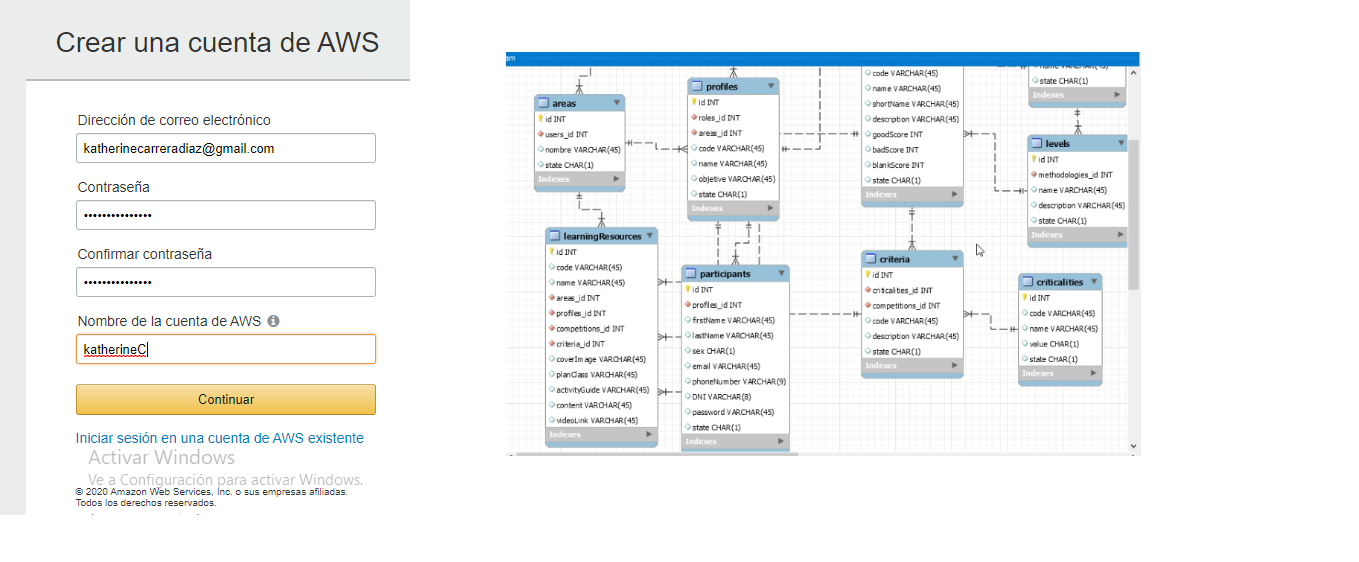 Crear una cuenta de AWS
Dirección de correo electrónico
katherinecarreradiaz@gmail.com
Contraseña
•••••••••••••••
Confirmar contraseña
•••••••••••••••
Nombre de la cuenta de AWS
katherineC
Continuar
Iniciar sesión en una cuenta de AWS existente
Activar Windows
Ve a Configuración para activar Windows.
© 2020 Amazon Web Services, Inc. o sus empresas afiliadas.
Todos los derechos reservados.
areas
id INT
users_id INT
nombre VARCHAR(45)
state CHAR(1)
Indexes
profiles
id INT
roles_id INT
areas_id INT
code VARCHAR(45)
name VARCHAR(45)
objetive VARCHAR(45)
state CHAR(1)
Indexes
code VARCHAR(45)
name VARCHAR(45)
shortName VARCHAR(45)
description VARCHAR(45)
goodScore INT
badScore INT
blankScore INT
state CHAR(1)
Indexes
name VARCHAR(45)
state CHAR(1)
Indexes
levels
id INT
methodologies_id INT
name VARCHAR(45)
description VARCHAR(45)
state CHAR(1)
Indexes
learningResources
id INT
code VARCHAR(45)
name VARCHAR(45)
areas_id INT
profiles_id INT
competitions_id INT
criteria_id INT
coverImage VARCHAR(45)
planClass VARCHAR(45)
activityGuide VARCHAR(45)
content VARCHAR(45)
videoLink VARCHAR(45)
Indexes
participants
id INT
profiles_id INT
firstName VARCHAR(45)
lastName VARCHAR(45)
sex CHAR(1)
email VARCHAR(45)
phoneNumber VARCHAR(9)
DNI VARCHAR(8)
password VARCHAR(45)
state CHAR(1)
Indexes
criteria
id INT
criticalities_id INT
competitions_id INT
code VARCHAR(45)
description VARCHAR(45)
state CHAR(1)
Indexes
criticalities
id INT
code VARCHAR(45)
name VARCHAR(45)
value CHAR(1)
state CHAR(1)
Indexes